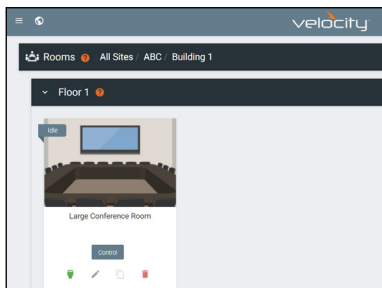 velocity
Rooms ? All Sites / ABC / Building 1
Floor 1 ?
Idle
Large Conference Room
Control